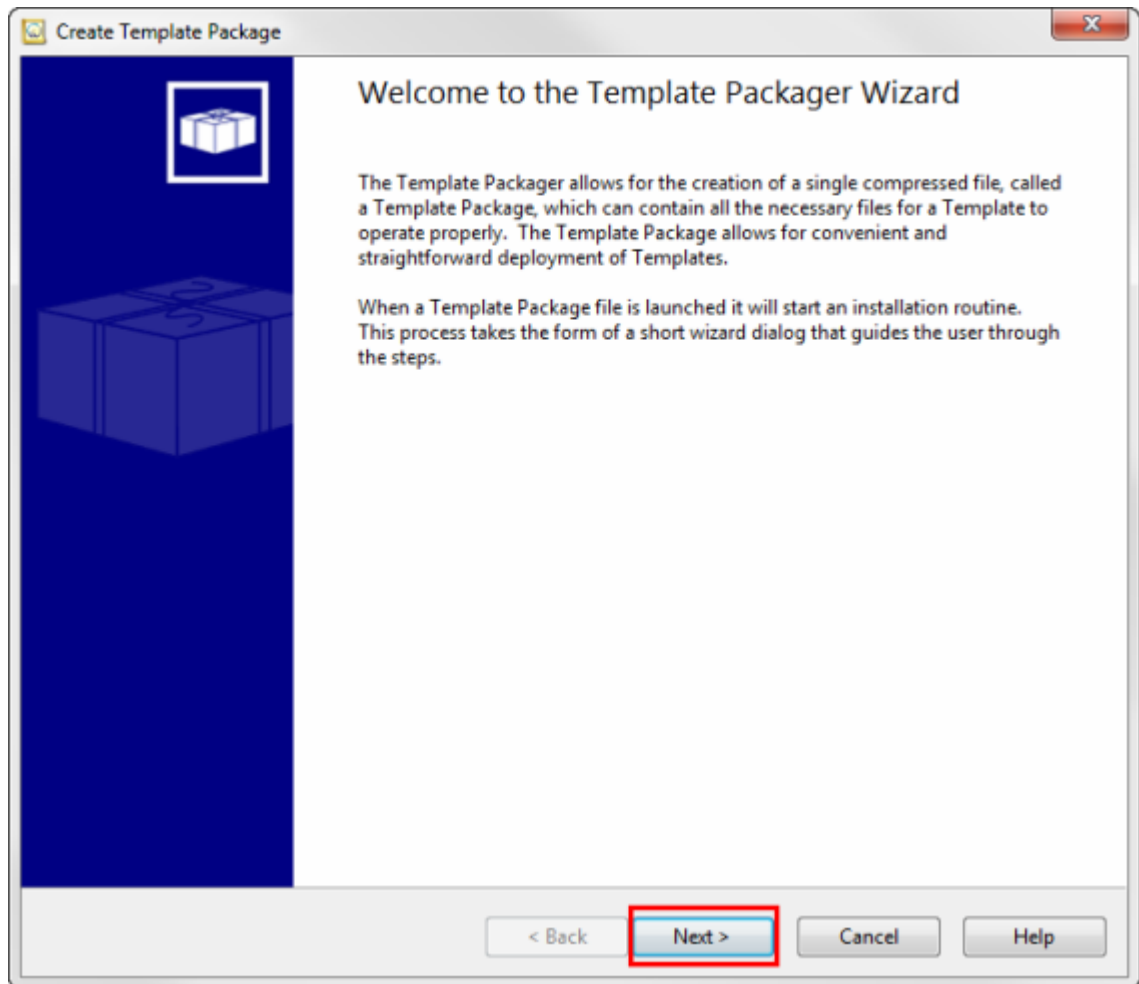 Create Template Package
Welcome to the Template Packager Wizard
The Template Packager allows for the creation of a single compressed file, called
a Template Package, which can contain all the necessary files for a Template to
operate properly.  The Template Package allows for convenient and
straightforward deployment of Templates.
When a Template Package file is launched it will start an installation routine.
This process takes the form of a short wizard dialog that guides the user through
the steps.
< Back
Next >
Cancel
Help